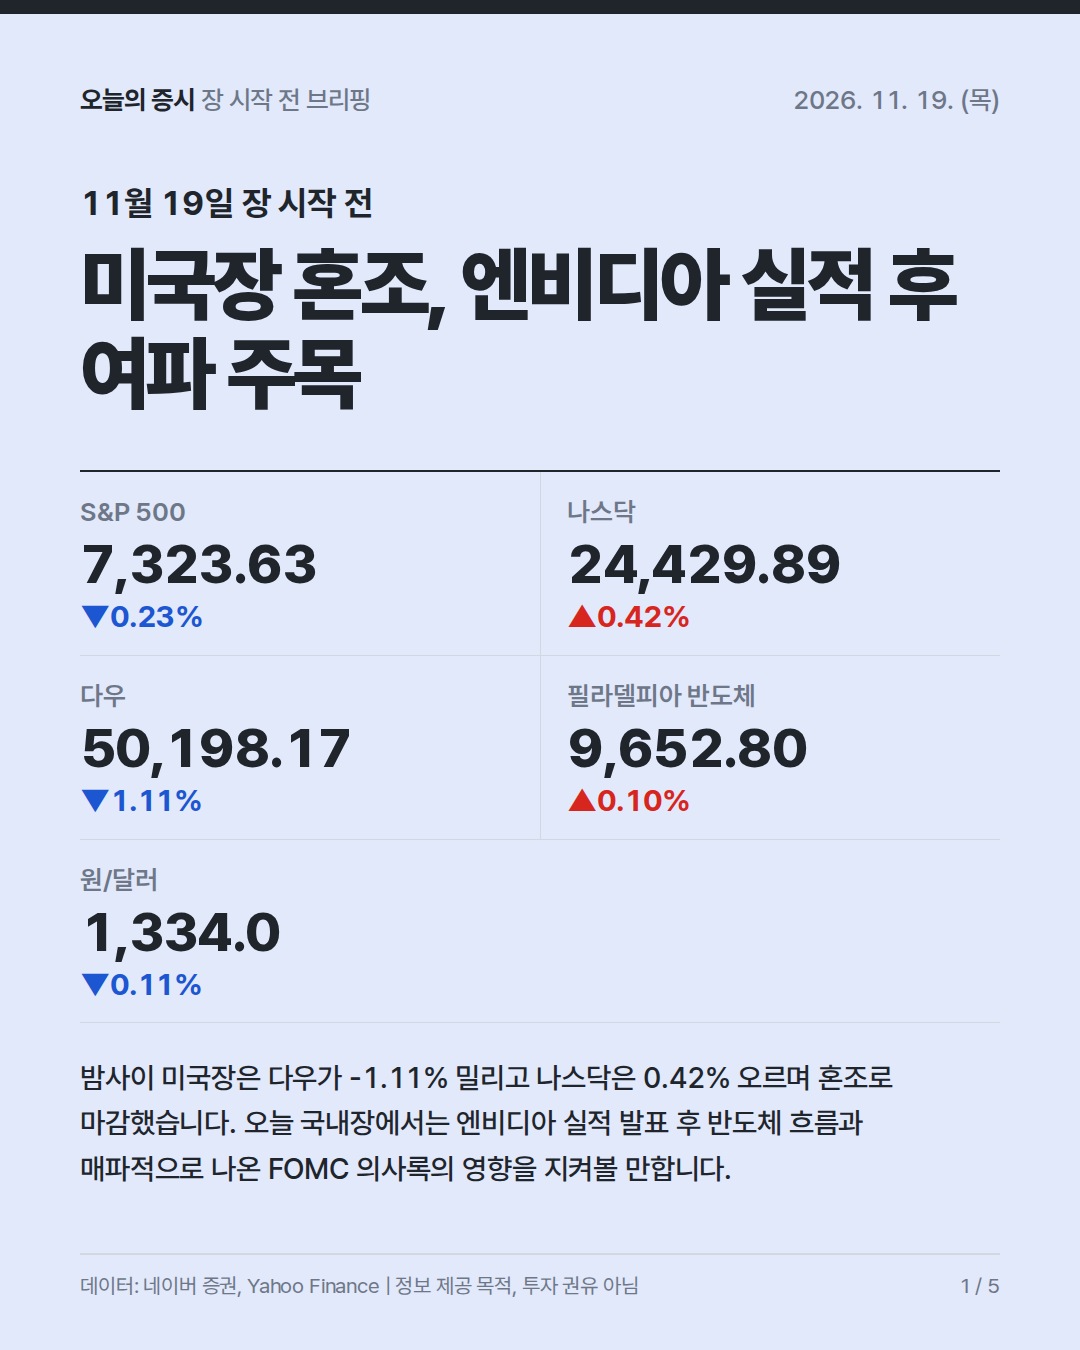 오늘의 증시 장 시작 전 브리핑
2026. 11. 19. (목)
11월 19일 장 시작 전
미국장 혼조, 엔비디아 실적 후
여파 주목
S&P 500
7,323.63
▼0.23%
나스닥
24,429.89
▲0.42%
다우
50,198.17
▼1.11%
필라델피아 반도체
9,652.80
▲0.10%
원/달러
1,334.0
▼0.11%
밤사이 미국장은 다우가 -1.11% 밀리고 나스닥은 0.42% 오르며 혼조로
마감했습니다. 오늘 국내장에서는 엔비디아 실적 발표 후 반도체 흐름과
매파적으로 나온 FOMC 의사록의 영향을 지켜볼 만합니다.
데이터: 네이버 증권, Yahoo Finance | 정보 제공 목적, 투자 권유 아님
1 / 5